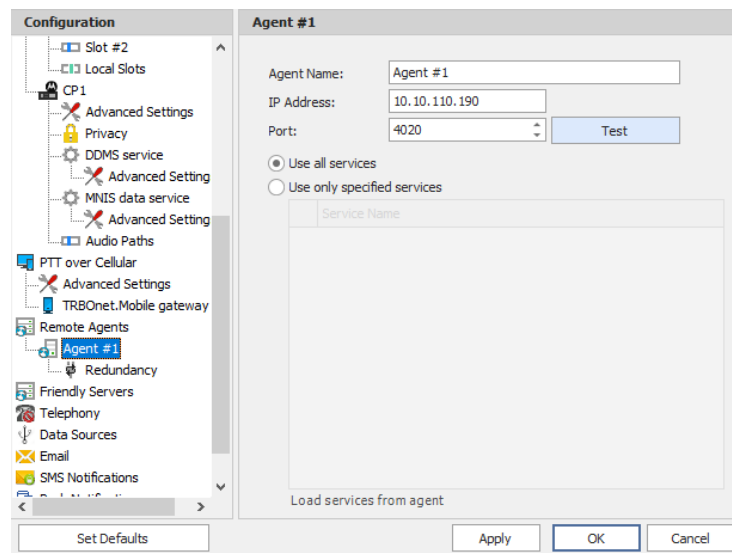 Configuration
Slot #2
Local Slots
CP1
Advanced Settings
Privacy
DDMS service
Advanced Setting
MNIS data service
Advanced Setting
Audio Paths
PTT over Cellular
Advanced Settings
TRBOnet.Mobile gateway
Remote Agents
Agent #1
Redundancy
Friendly Servers
Telephony
Data Sources
Email
SMS Notifications
Set Defaults
Agent #1
Agent Name: Agent #1
IP Address: 10.10.110.190
Port: 4020 Test
Use all services
Use only specified services
Service Name
Load services from agent
Apply OK Cancel